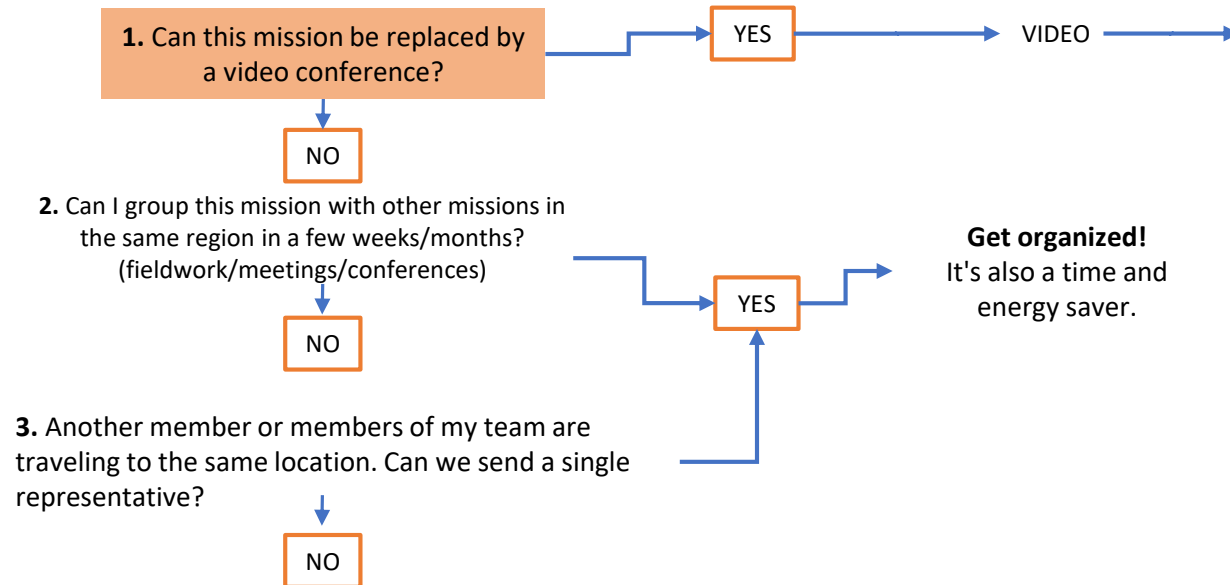 1. Can this mission be replaced by
a video conference?
YES
VIDEO
NO
2. Can I group this mission with other missions in
the same region in a few weeks/months?
(fieldwork/meetings/conferences)
YES
Get organized!
It's also a time and
energy saver.
NO
3. Another member or members of my team are
traveling to the same location. Can we send a single
representative?
NO